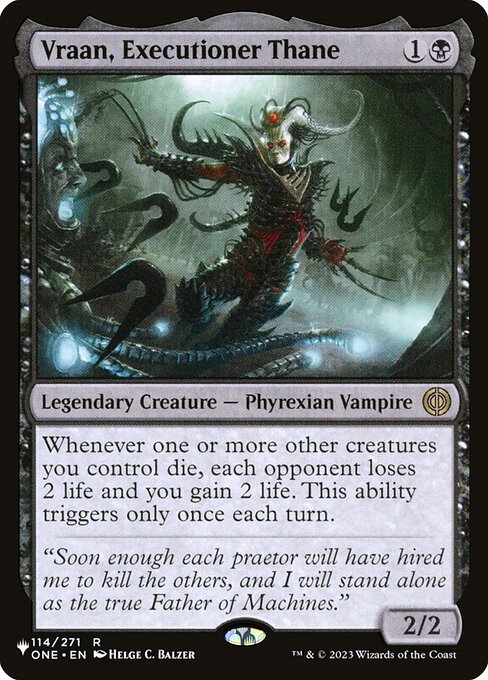 Vraan, Executioner Thane 1
Legendary Creature — Phyrexian Vampire
Whenever one or more other creatures
you control die, each opponent loses
2 life and you gain 2 life. This ability
triggers only once each turn.
“Soon enough each praetor will have hired
me to kill the others, and I will stand alone
as the true Father of Machines.”
2/2
114/271 R
ONE • EN Helge C. Balzer
™ & © 2023 Wizards of the Coast